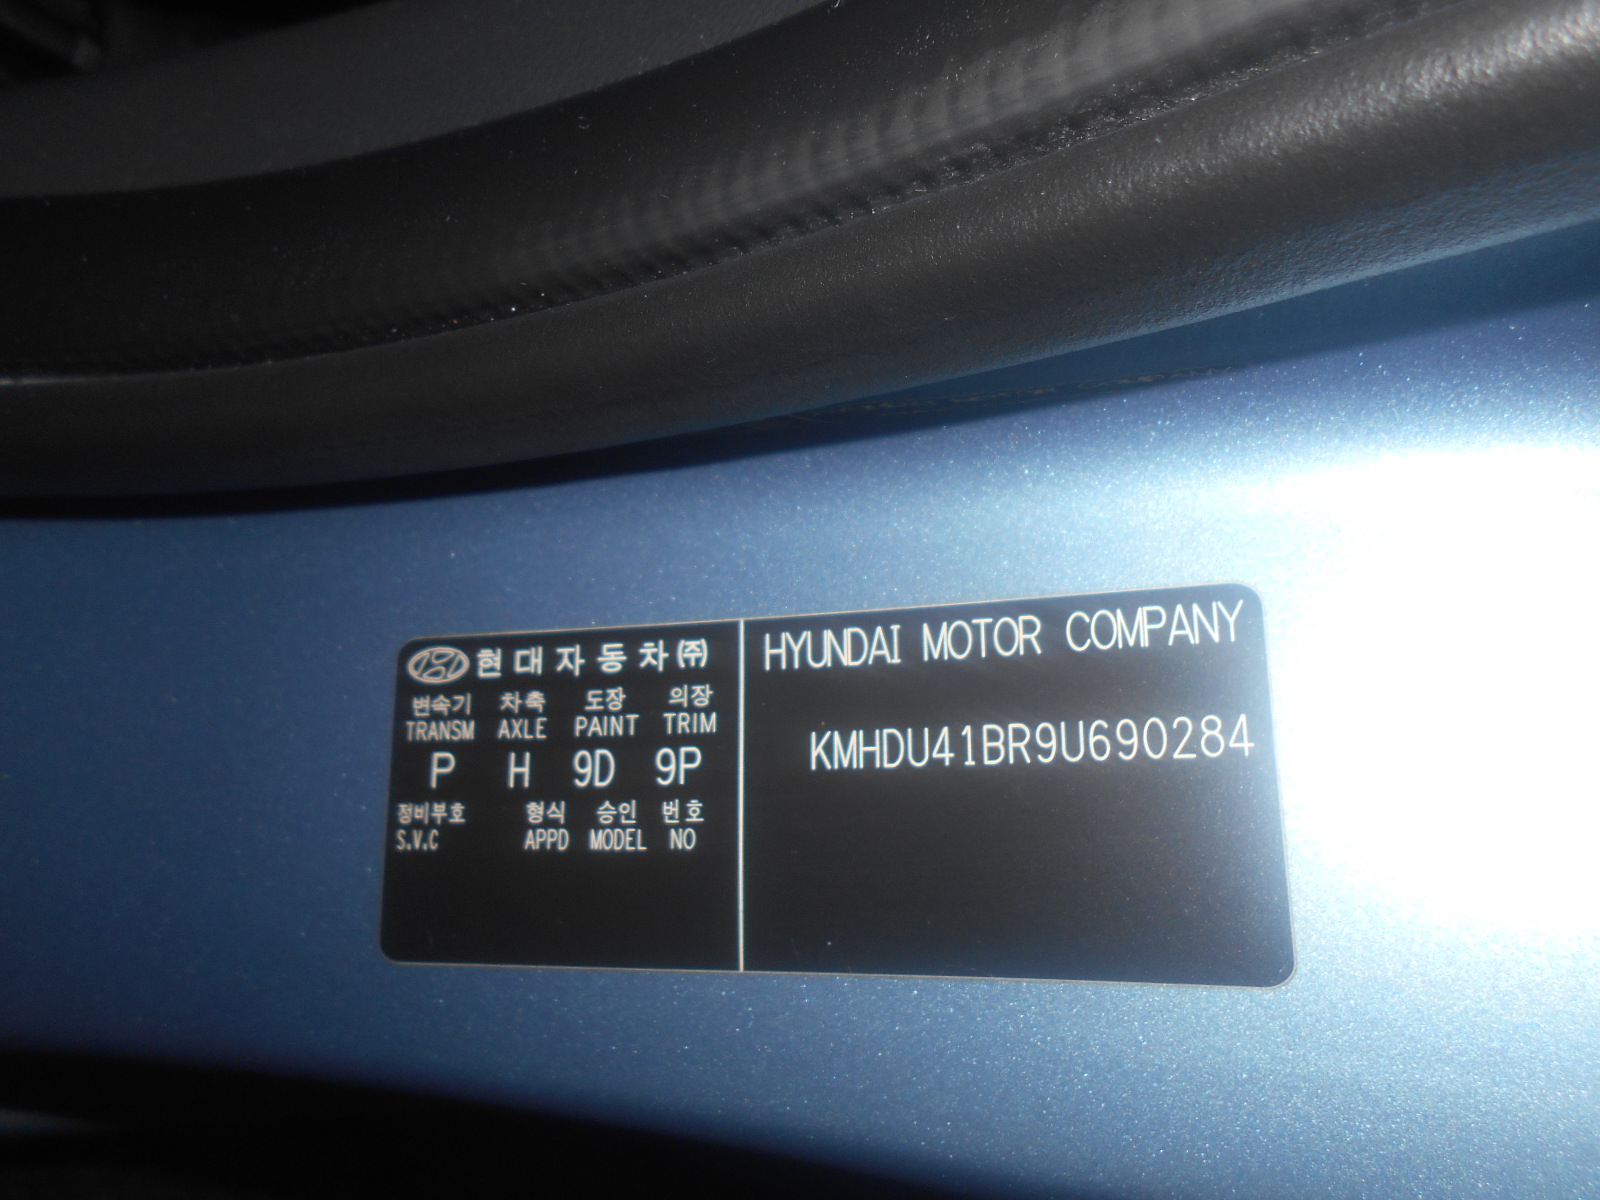 현대자동차㈜
변속기 차축 도장 의장
TRANSM AXLE PAINT TRIM
P H 9D 9P
정비부호 형식 승인 번호
S.V.C APPD MODEL NO
HYUNDAI MOTOR COMPANY
KMHDU41BR9U690284